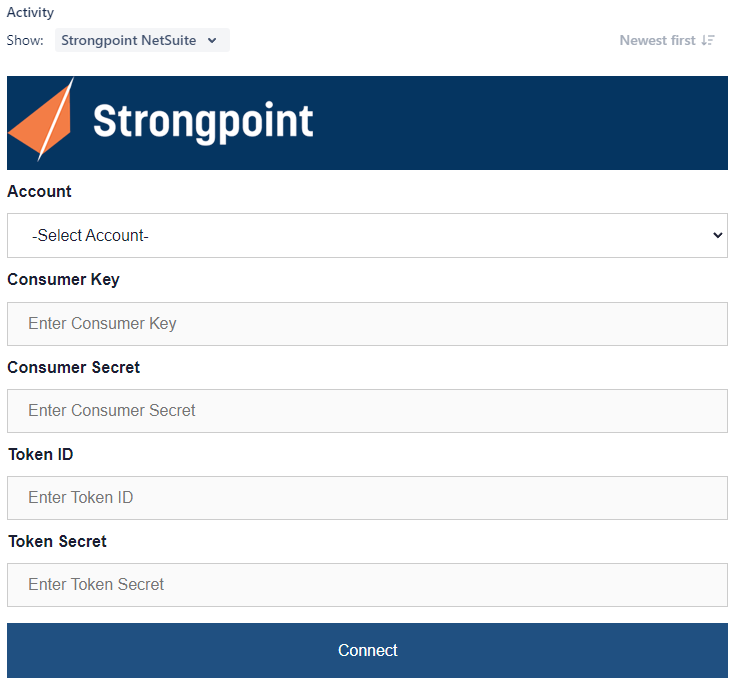 Activity
Show: Strongpoint NetSuite Newest first
Strongpoint
Account
-Select Account-
Consumer Key
Enter Consumer Key
Consumer Secret
Enter Consumer Secret
Token ID
Enter Token ID
Token Secret
Enter Token Secret
Connect